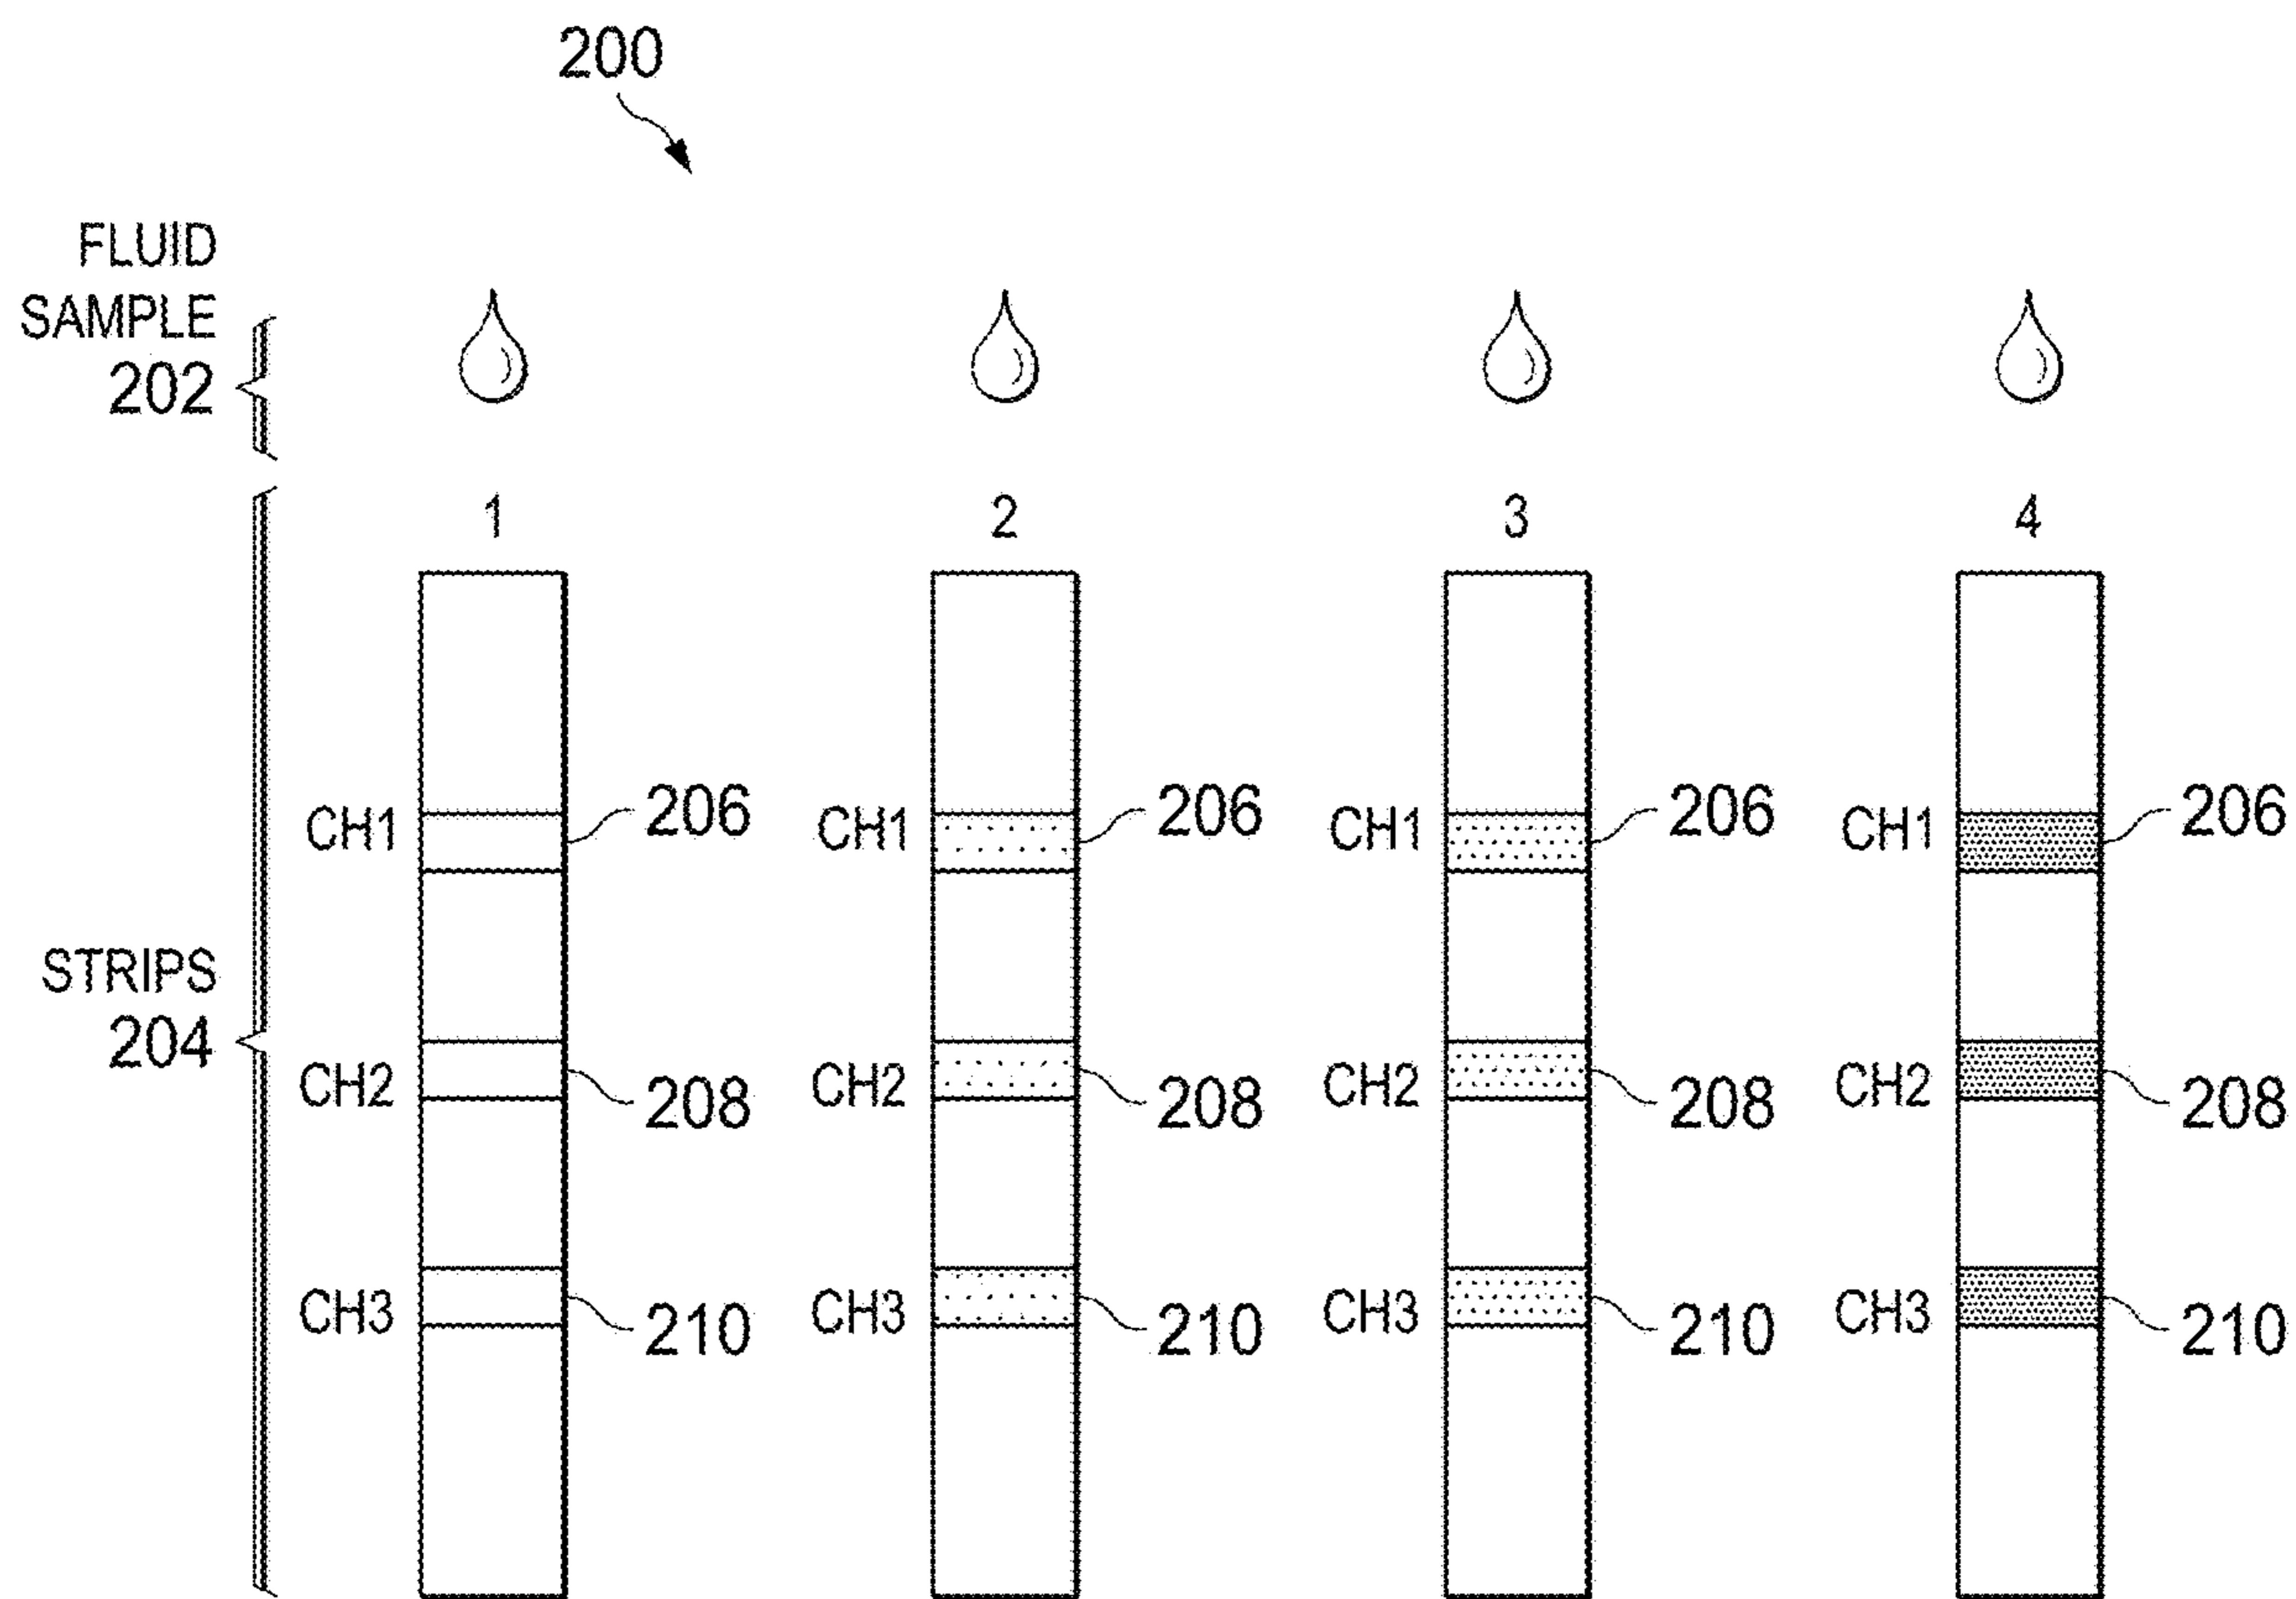 200
FLUID
SAMPLE
202
1 2 3 4
CH1 206 CH1 206 CH1 206 CH1 206
STRIPS
204
CH2 208 CH2 208 CH2 208 CH2 208
CH3 210 CH3 210 CH3 210 CH3 210